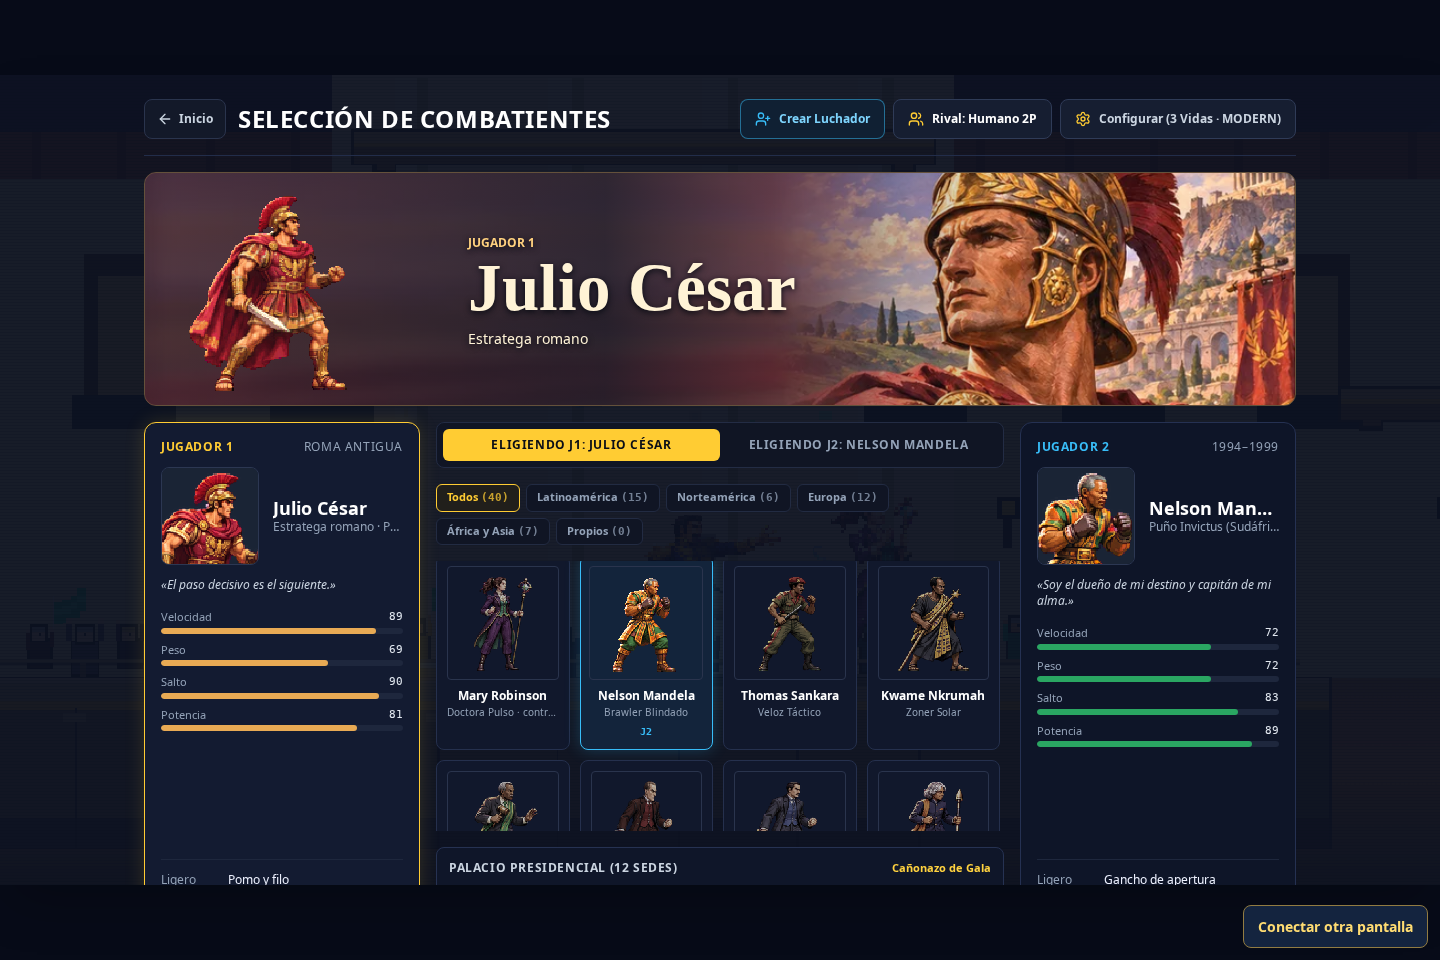 Inicio
SELECCIÓN DE COMBATIENTES
Crear Luchador
Rival: Humano 2P
Configurar (3 Vidas · MODERN)
JUGADOR 1
Julio César
Estratega romano
JUGADOR 1
ROMA ANTIGUA
Julio César
Estratega romano · P...
«El paso decisivo es el siguiente.»
Velocidad 89
Peso 69
Salto 90
Potencia 81
Ligero Pomo y filo
ELIGIENDO J1: JULIO CÉSAR
ELIGIENDO J2: NELSON MANDELA
Todos (40)
Latinoamérica (15)
Norteamérica (6)
Europa (12)
África y Asia (7)
Propios (0)
Mary Robinson
Doctora Pulso · contr...
Nelson Mandela
Brawler Blindado
J2
Thomas Sankara
Veloz Táctico
Kwame Nkrumah
Zoner Solar
PALACIO PRESIDENCIAL (12 SEDES)
Cañonazo de Gala
JUGADOR 2
1994–1999
Nelson Man...
Puño Invictus (Sudáfri...
«Soy el dueño de mi destino y capitán de mi
alma.»
Velocidad 72
Peso 72
Salto 83
Potencia 89
Ligero Gancho de apertura
Conectar otra pantalla